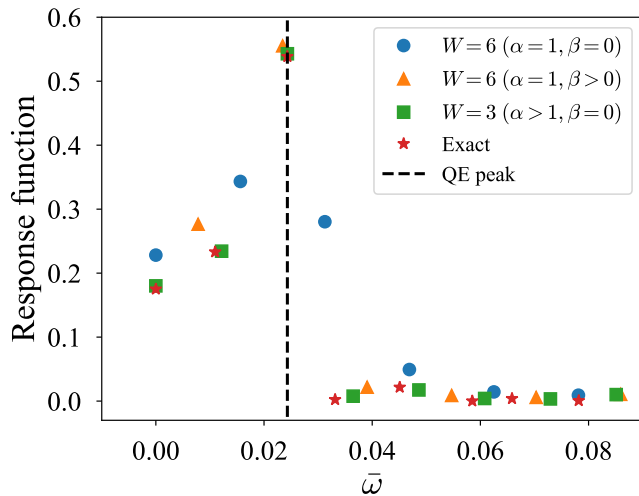 0.6
0.5
0.4
0.3
0.2
0.1
0.0
Response function
W=6 (α=1, β=0)
W=6 (α=1, β>0)
W=3 (α>1, β=0)
Exact
QE peak
0.00 0.02 0.04 0.06 0.08
ω̄